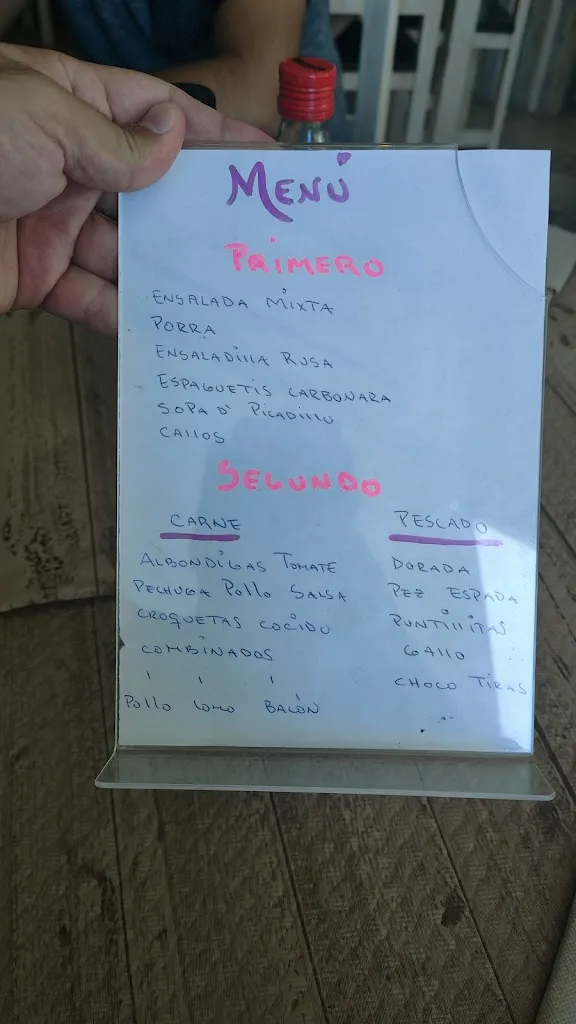 MENÚ
PRIMERO
ENSALADA MIXTA
PORRA
ENSALADILLA RUSA
ESPAGUETIS CARBONARA
SOPA D' PICADILLO
CALLOS
SEGUNDO
CARNE
ALBONDIGAS TOMATE
PECHUGA POLLO SALSA
CROQUETAS COCIDO
COMBINADOS
POLLO LOMO BACÓN
PESCADO
DORADA
PEZ ESPADA
PUNTILLITAS
GALLO
CHOCO TIRAS